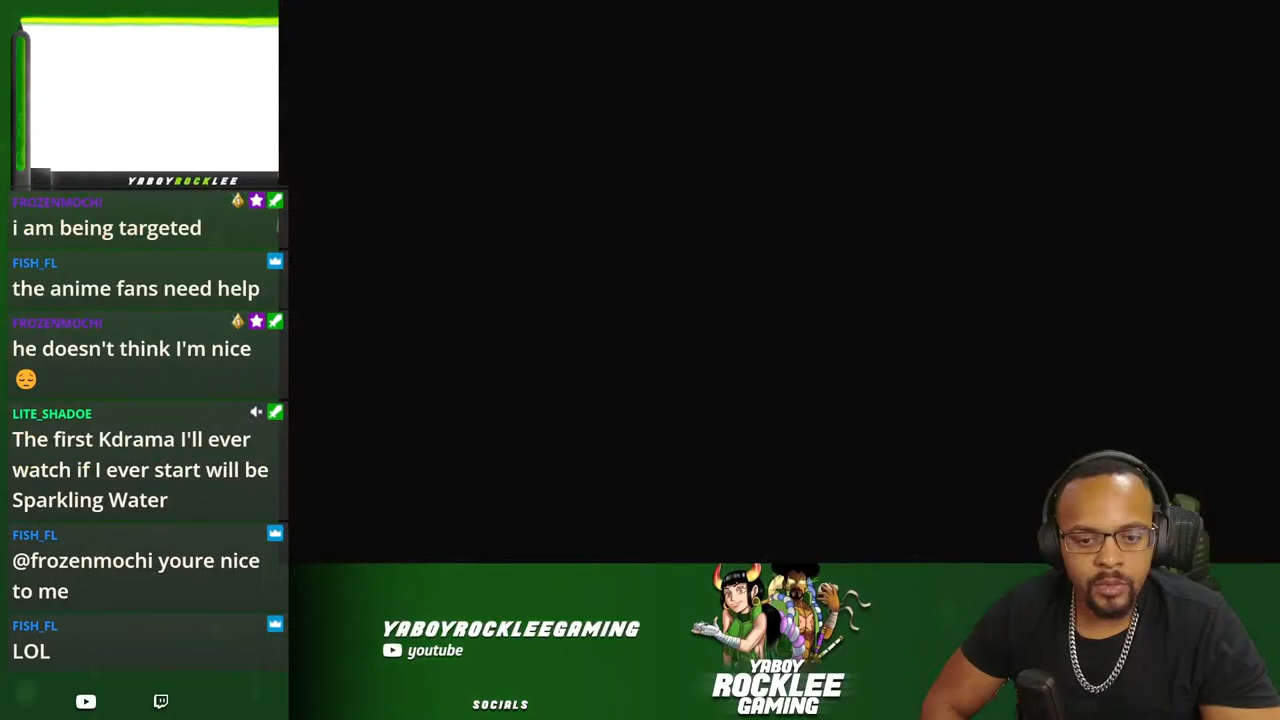 YABOYROCKLEE
FROZENMOCHI
i am being targeted
FISH_FL
the anime fans need help
FROZENMOCHI
he doesn't think I'm nice
😔
LITE_SHADOE
The first Kdrama I'll ever
watch if I ever start will be
Sparkling Water
FISH_FL
@frozenmochi youre nice
to me
FISH_FL
LOL
YABOYROCKLEEGAMING
youtube
SOCIALS
YABOY
ROCKLEE
GAMING